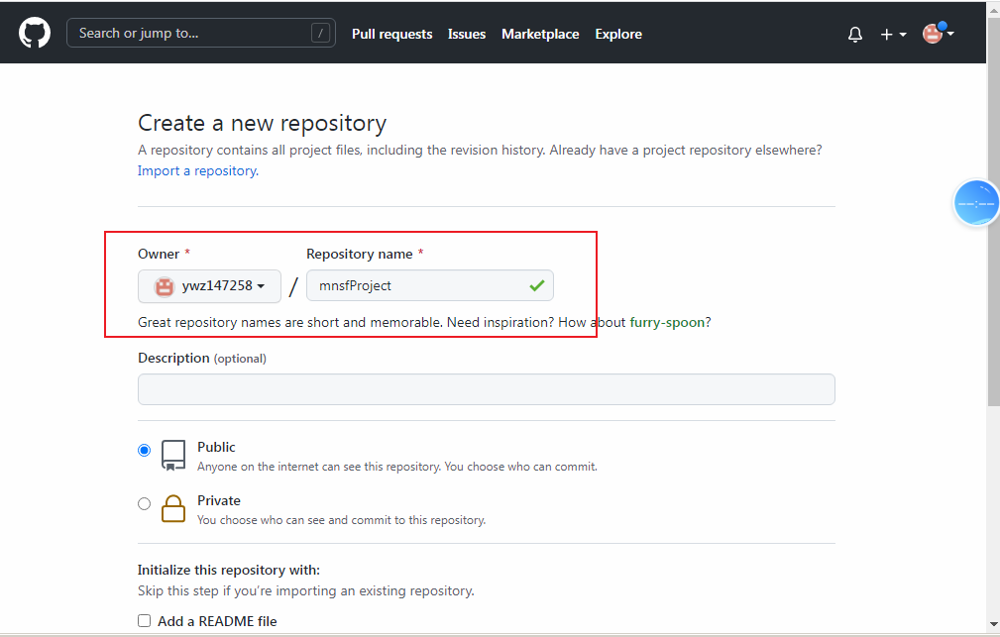 Search or jump to... / Pull requests Issues Marketplace Explore
Create a new repository
A repository contains all project files, including the revision history. Already have a project repository elsewhere?
Import a repository.
Owner * Repository name *
ywz147258 / mnsfProject
Great repository names are short and memorable. Need inspiration? How about furry-spoon?
Description (optional)
Public
Anyone on the internet can see this repository. You choose who can commit.
Private
You choose who can see and commit to this repository.
Initialize this repository with:
Skip this step if you’re importing an existing repository.
Add a README file